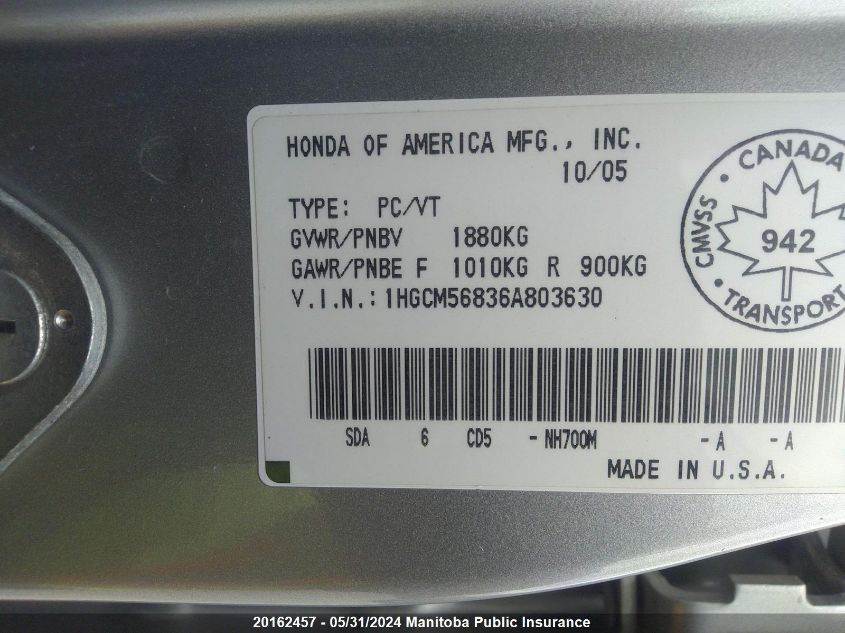 HONDA OF AMERICA MFG., INC.
10/05
TYPE: PC/VT
GVWR/PNBV 1880KG
GAWR/PNBE F 1010KG R 900KG
V.I.N.: 1HGCM56836A803630
CANADA
CMVSS
942
TRANSPORT
SDA 6 CD5 - NH700M - A - A
MADE IN U.S.A.
20162457 - 05/31/2024 Manitoba Public Insurance